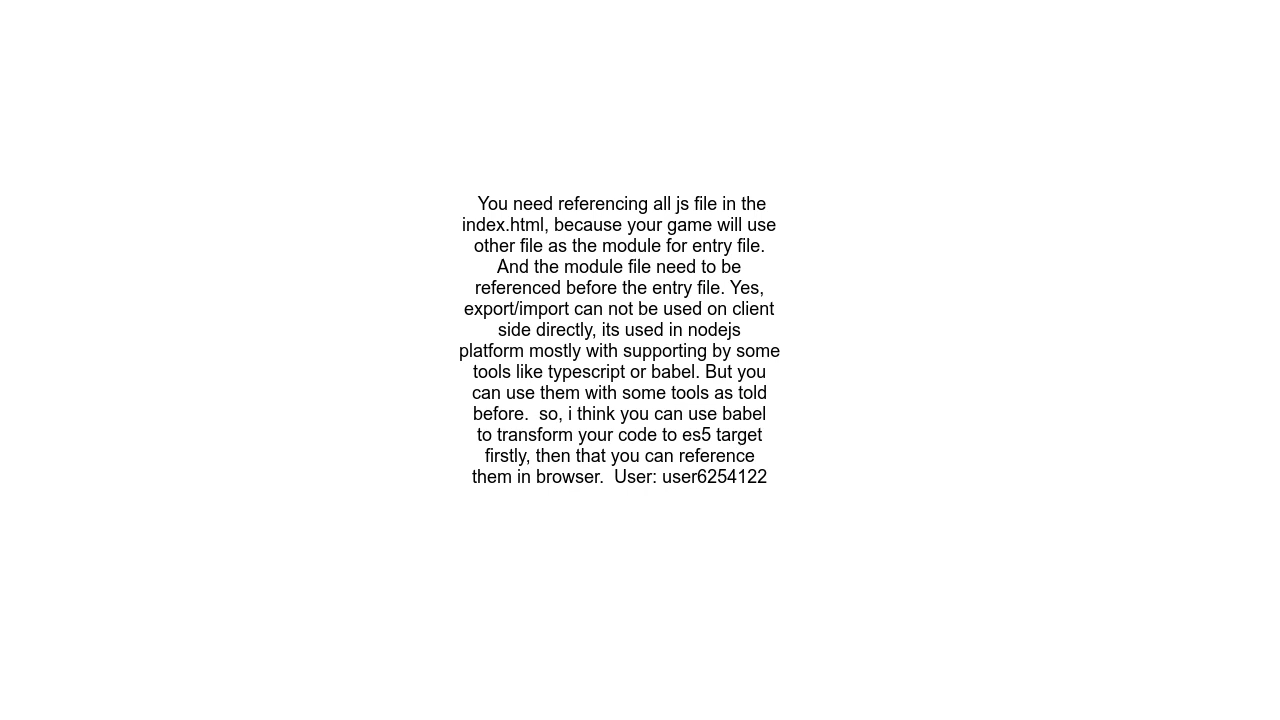 You need referencing all js file in the
index.html, because your game will use
other file as the module for entry file.
And the module file need to be
referenced before the entry file. Yes,
export/import can not be used on client
side directly, its used in nodejs
platform mostly with supporting by some
tools like typescript or babel. But you
can use them with some tools as told
before.  so, i think you can use babel
to transform your code to es5 target
firstly, then that you can reference
them in browser.  User: user6254122